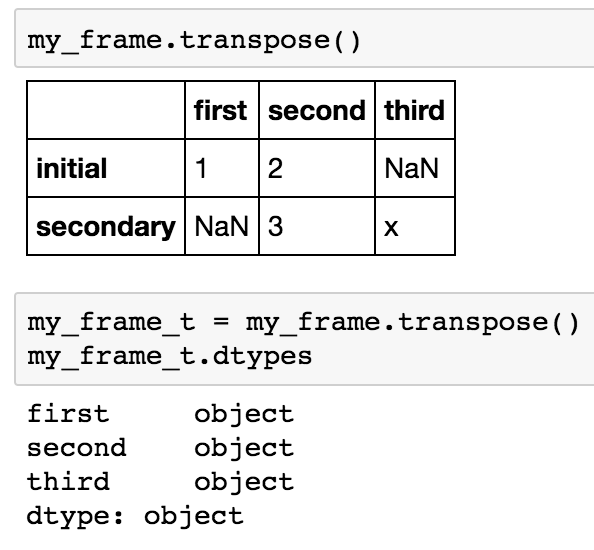 my_frame.transpose()
first second third
initial 1 2 NaN
secondary NaN 3 x
my_frame_t = my_frame.transpose()
my_frame_t.dtypes
first object
second object
third object
dtype: object